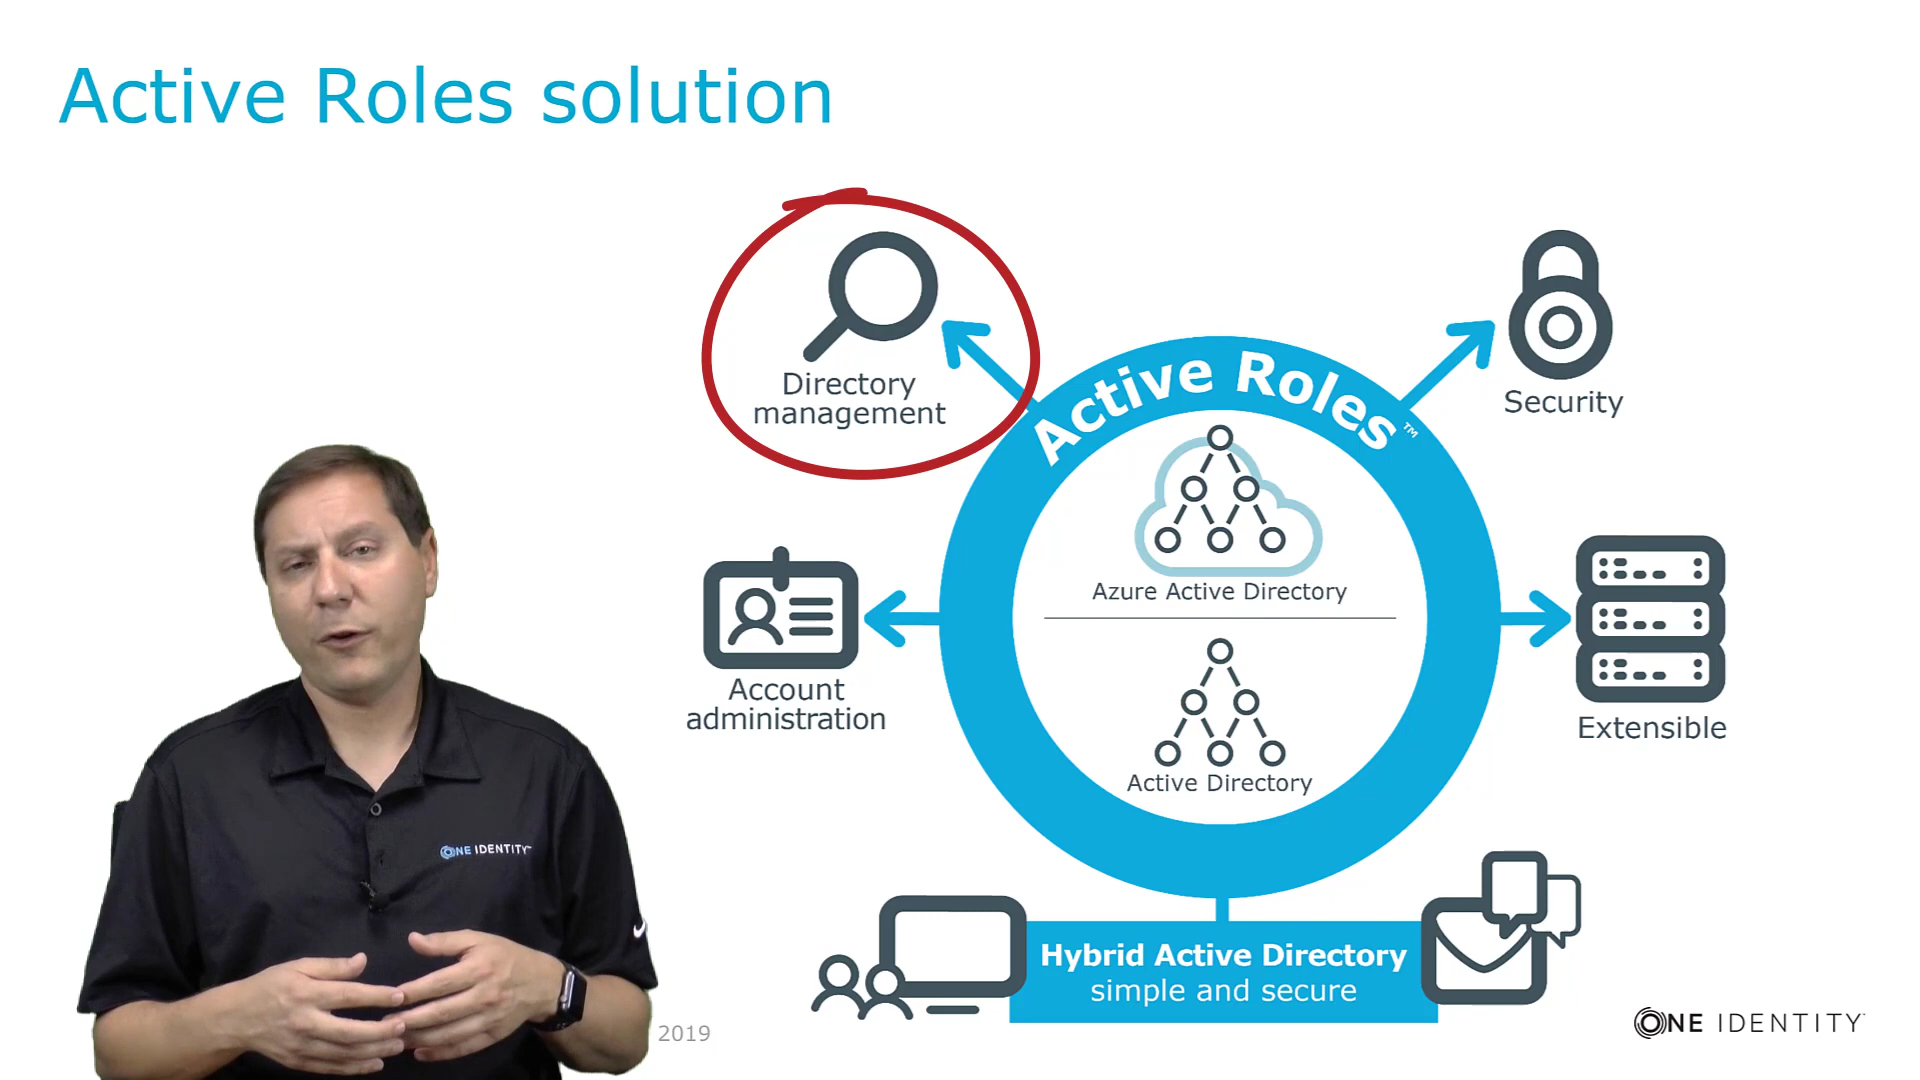 Active Roles solution
Directory
management
Security
Active Roles™
Azure Active Directory
Account
administration
Extensible
Active Directory
ONE IDENTITY
Hybrid Active Directory
simple and secure
2019
ONE IDENTITY